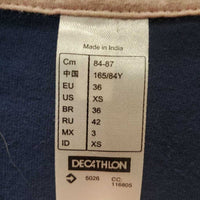 Made in India
Cm 84-87
中国 165/84Y
EU 36
US XS
BR 36
RU 42
MX 3
ID XS
DECATHLON
6026 CC.
116805